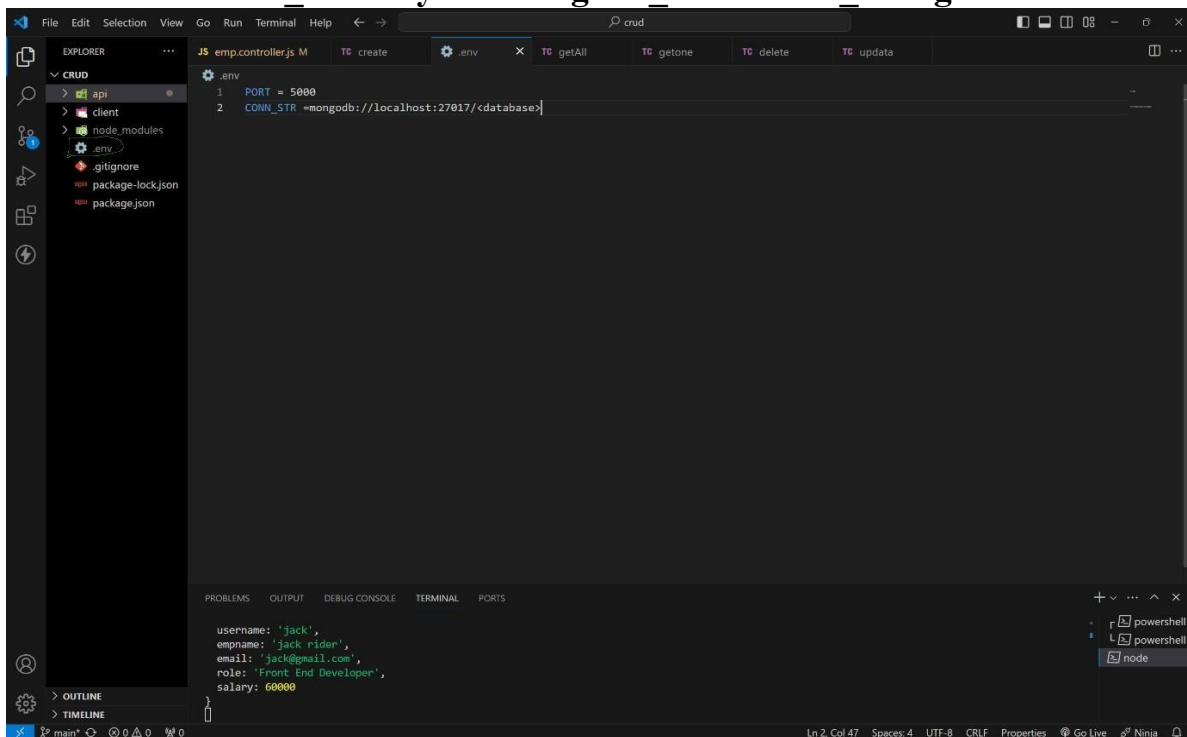 File Edit Selection View Go Run Terminal Help
crud
EXPLORER
JS emp.controller.js M
TC create
.env
TC getAll
TC getone
TC delete
TC updata
CRUD
api
client
node_modules
.env
.gitignore
package-lock.json
package.json
.env
1 PORT = 5000
2 CONN_STR =mongodb://localhost:27017/<database>
PROBLEMS OUTPUT DEBUG CONSOLE TERMINAL PORTS
username: 'jack',
empname: 'jack rider',
email: 'jack@gmail.com',
role: 'Front End Developer',
salary: 60000
}
powershell
powershell
node
OUTLINE
TIMELINE
main* 0 0 0 Ln 2, Col 47 Spaces: 4 UTF-8 CRLF Properties Go Live Ninja